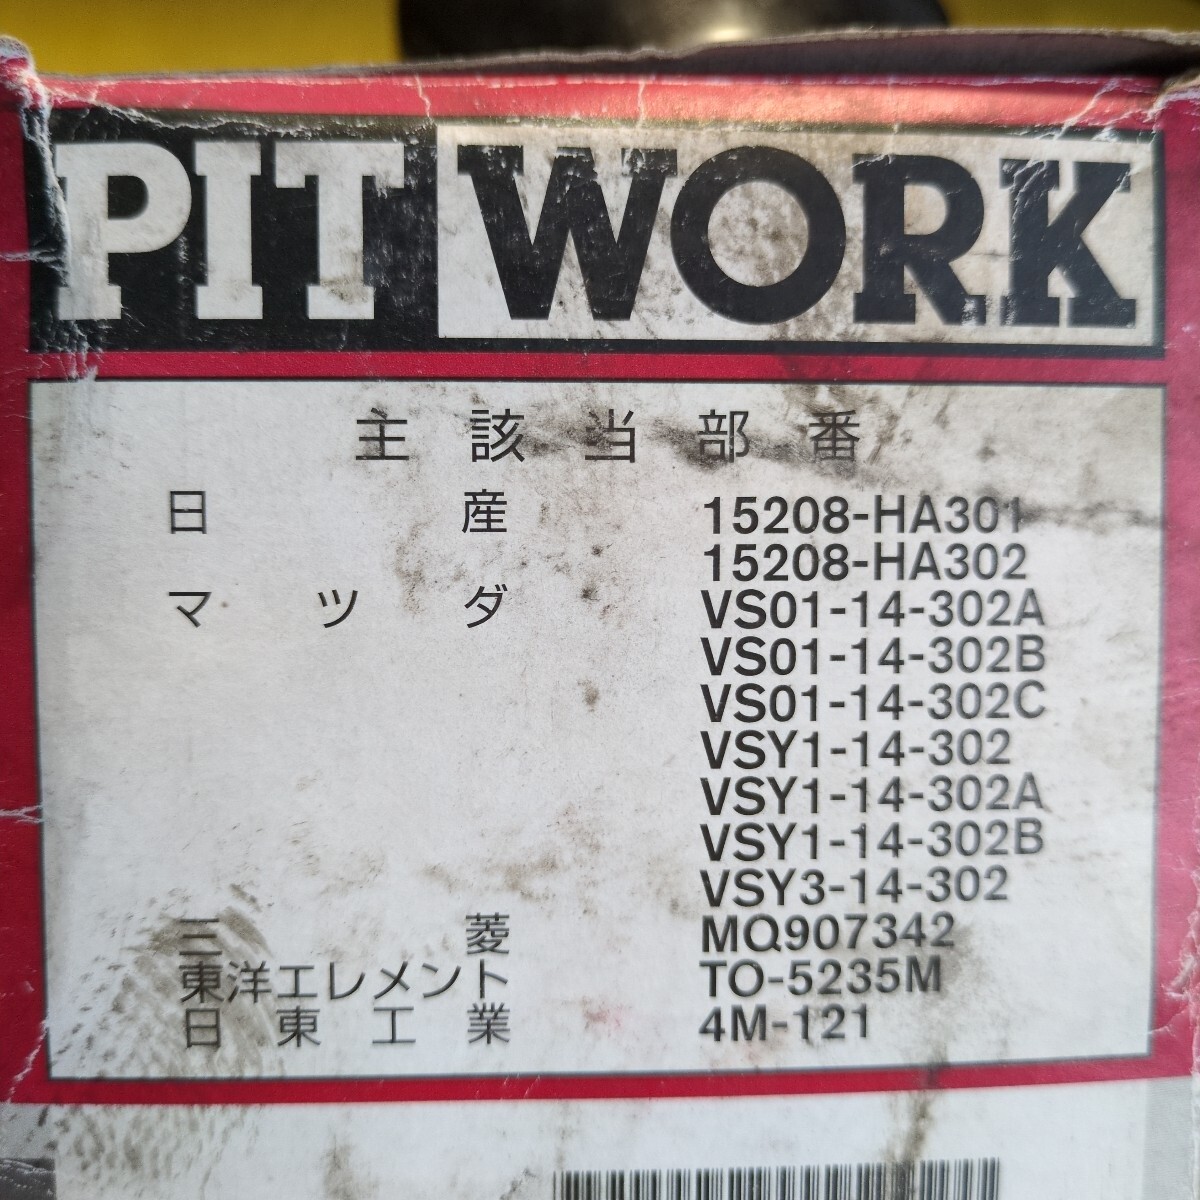 PIT WORK
主該当部番
日産 15208-HA301
15208-HA302
マツダ VS01-14-302A
VS01-14-302B
VS01-14-302C
VSY1-14-302
VSY1-14-302A
VSY1-14-302B
VSY3-14-302
三菱 MQ907342
東洋エレメント TO-5235M
日東工業 4M-121